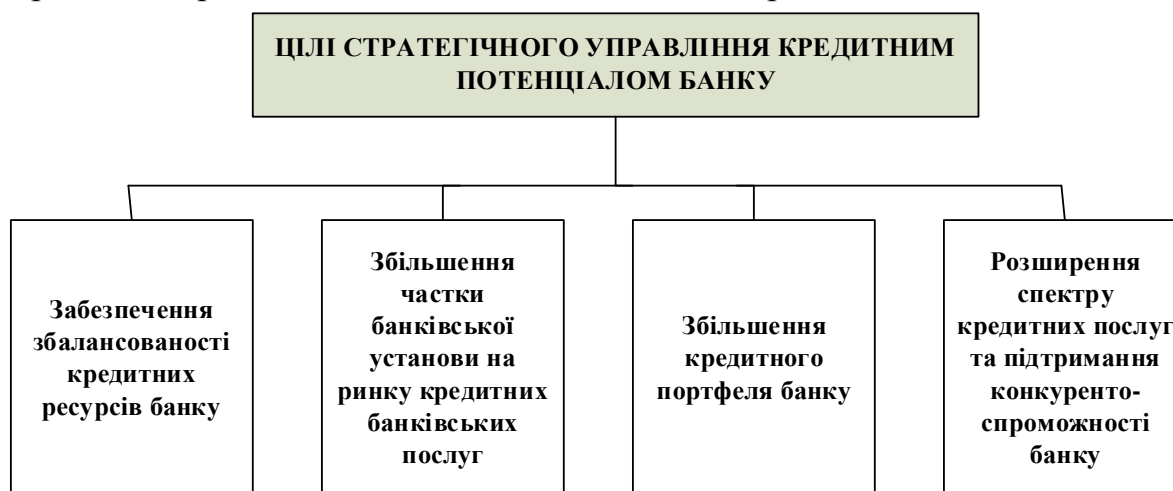 ЦІЛІ СТРАТЕГІЧНОГО УПРАВЛІННЯ КРЕДИТНИМ
ПОТЕНЦІАЛОМ БАНКУ
Забезпечення
збалансованості
кредитних
ресурсів банку
Збільшення
частки
банківської
установи на
ринку кредитних
банківських
послуг
Збільшення
кредитного
портфеля банку
Розширення
спектру
кредитних послуг
та підтримання
конкуренто-
спроможності
банку